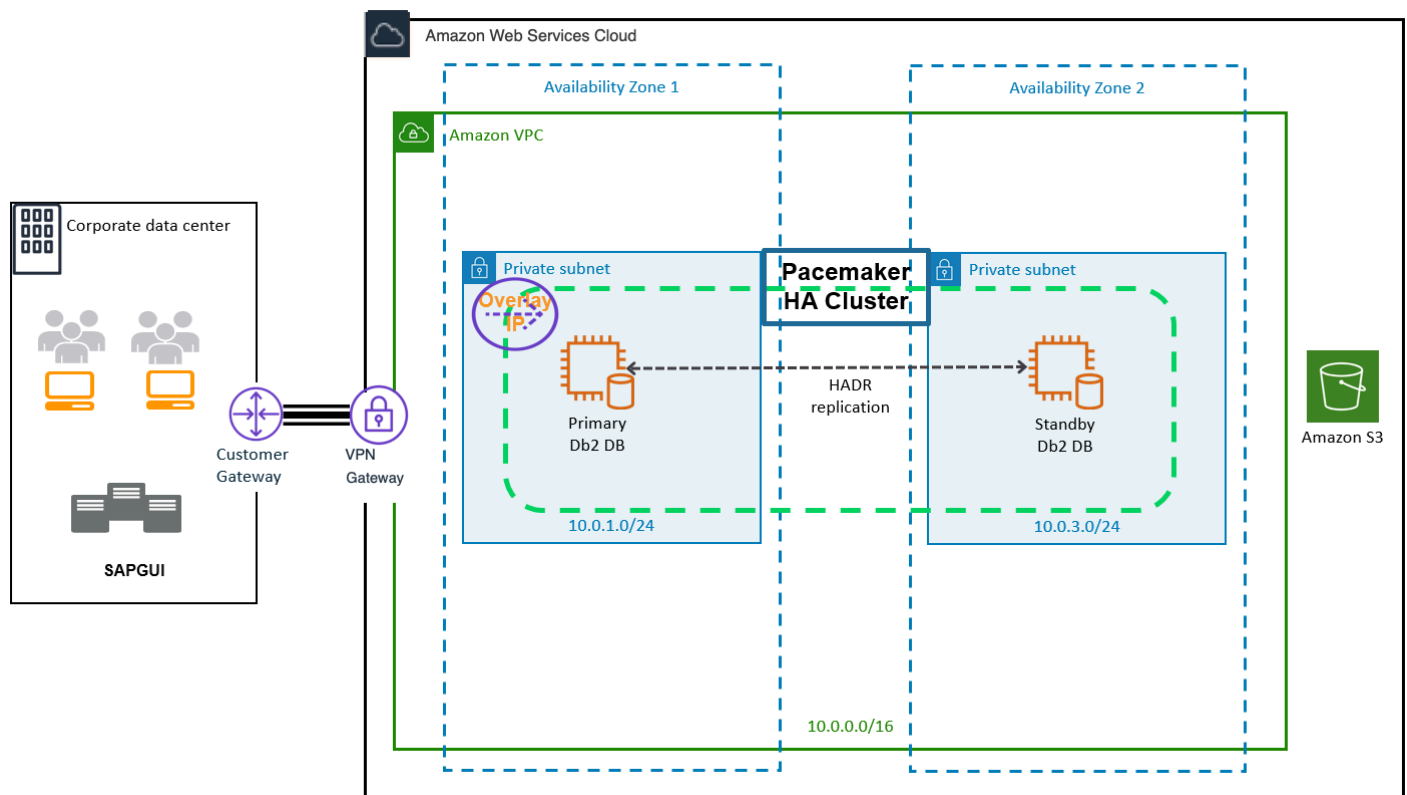 Amazon Web Services Cloud
Availability Zone 1
Availability Zone 2
Amazon VPC
Corporate data center
Private subnet
Pacemaker
HA Cluster
Private subnet
Overlay
IP
HADR
replication
Primary
Db2 DB
Standby
Db2 DB
Amazon S3
Customer
Gateway
VPN
Gateway
10.0.1.0/24
10.0.3.0/24
SAPGUI
10.0.0.0/16